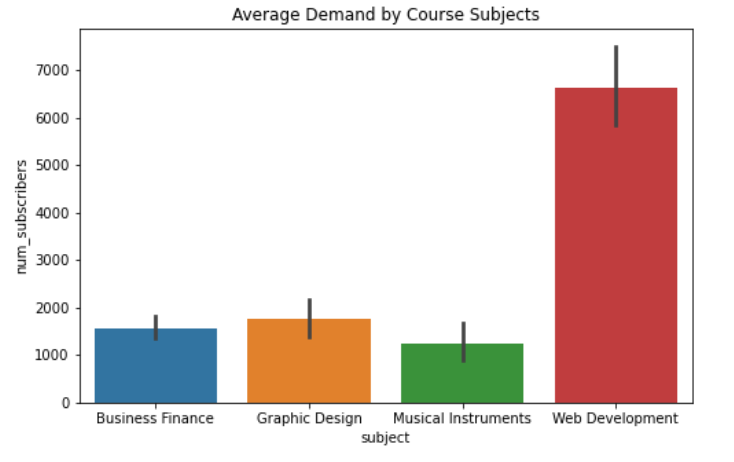 Average Demand by Course Subjects
num_subscribers
7000
6000
5000
4000
3000
2000
1000
0
Business Finance
Graphic Design
Musical Instruments
Web Development
subject